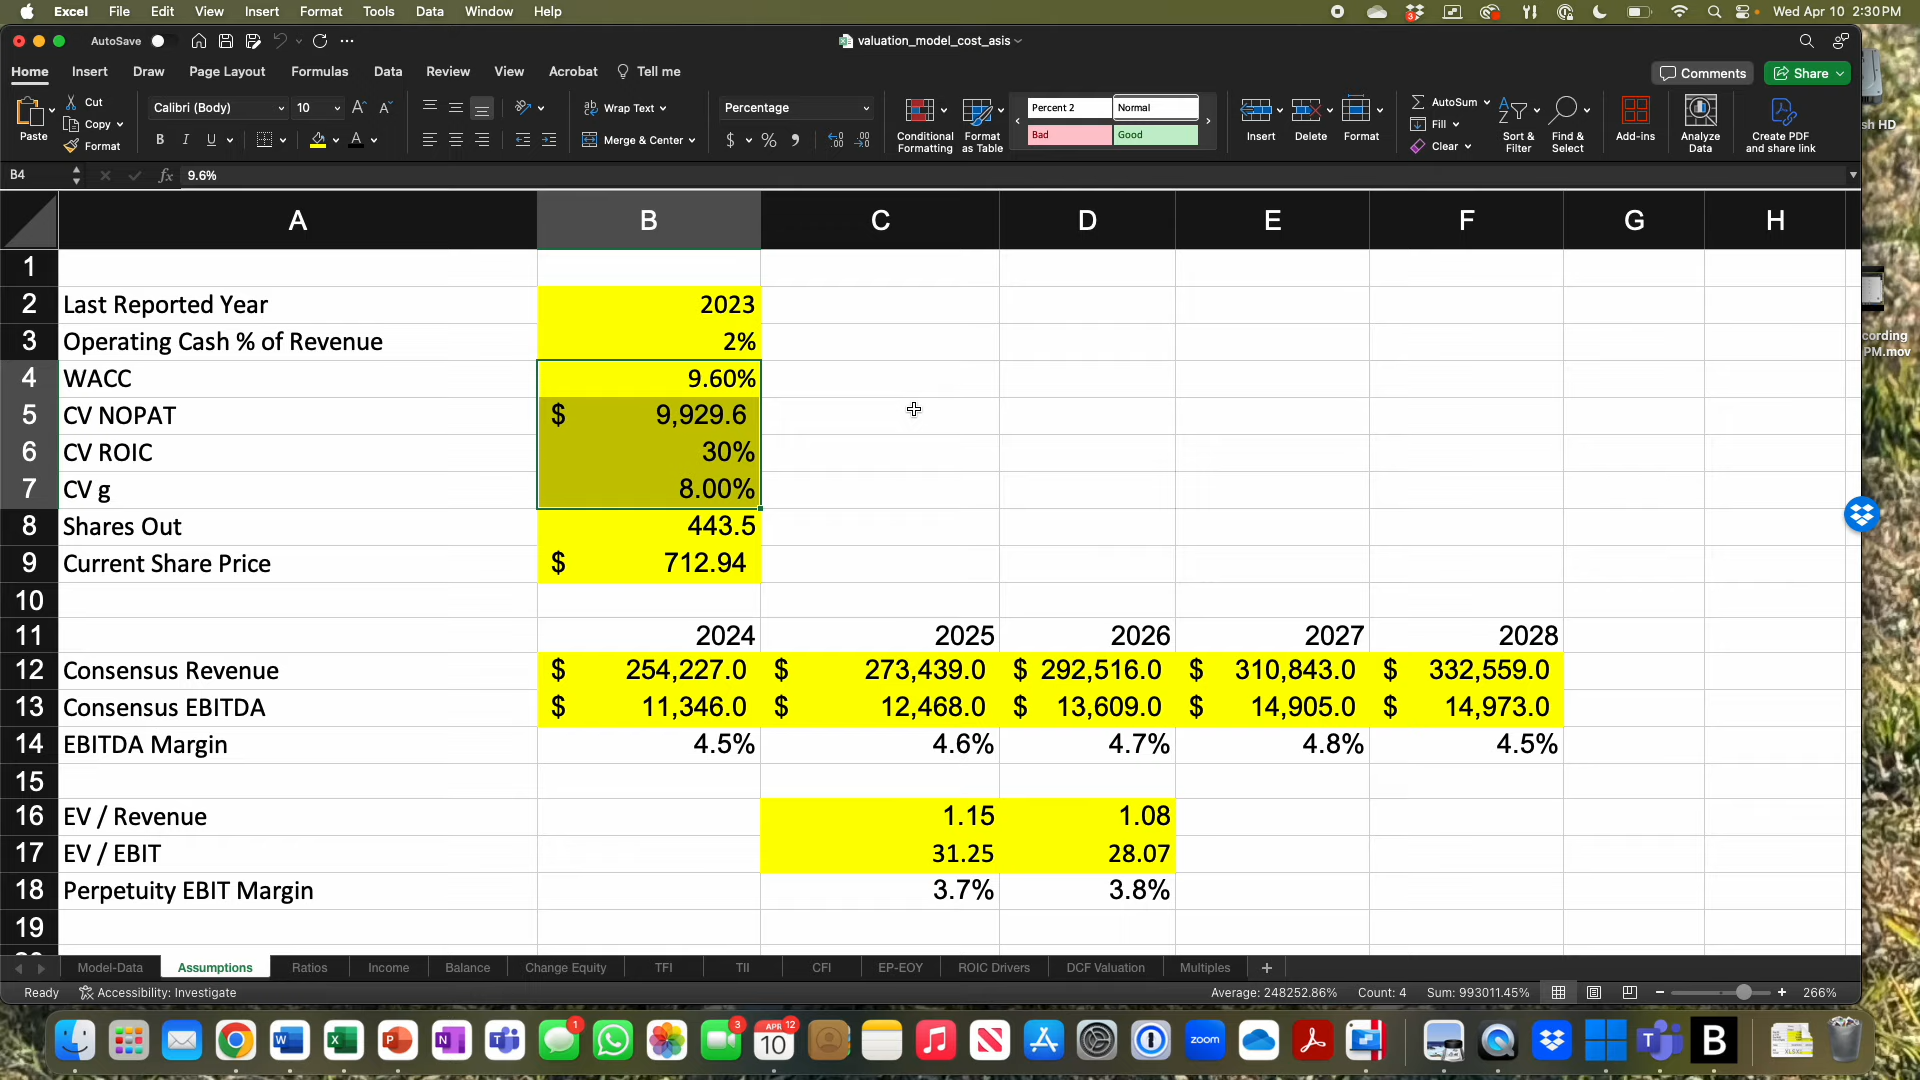 Excel File Edit View Insert Format Tools Data Window Help
Wed Apr 10 2:30 PM
AutoSave
valuation_model_cost_asis
Home Insert Draw Page Layout Formulas Data Review View Acrobat Tell me
Comments Share
Paste Cut Copy Format
Calibri (Body) 10
Wrap Text
Merge & Center
Percentage
Conditional Formatting
Format as Table
Percent 2 Normal
Bad Good
Insert Delete Format
AutoSum
Fill
Clear
Sort & Filter
Find & Select
Add-ins
Analyze Data
Create PDF and share link
B4 fx 9.6%
A B C D E F G H
1
2 Last Reported Year 2023
3 Operating Cash % of Revenue 2%
4 WACC 9.60%
5 CV NOPAT $ 9,929.6
6 CV ROIC 30%
7 CV g 8.00%
8 Shares Out 443.5
9 Current Share Price $ 712.94
10
11 2024 2025 2026 2027 2028
12 Consensus Revenue $ 254,227.0 $ 273,439.0 $ 292,516.0 $ 310,843.0 $ 332,559.0
13 Consensus EBITDA $ 11,346.0 $ 12,468.0 $ 13,609.0 $ 14,905.0 $ 14,973.0
14 EBITDA Margin 4.5% 4.6% 4.7% 4.8% 4.5%
15
16 EV / Revenue 1.15 1.08
17 EV / EBIT 31.25 28.07
18 Perpetuity EBIT Margin 3.7% 3.8%
19
Model-Data Assumptions Ratios Income Balance Change Equity TFI TII CFI EP-EOY ROIC Drivers DCF Valuation Multiples
Ready Accessibility: Investigate
Average: 248252.86% Count: 4 Sum: 993011.45% 266%
sh HD
cording
PM.mov
APR 10
zoom